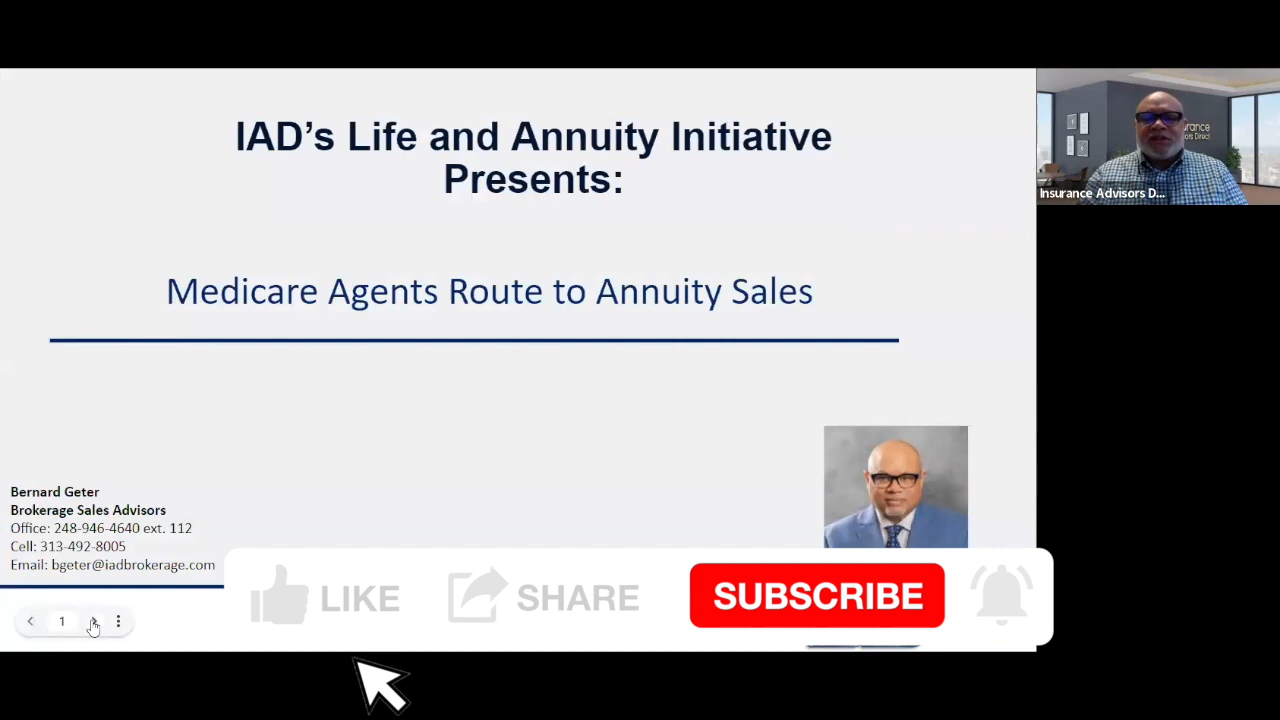 IAD's Life and Annuity Initiative
Presents:
Medicare Agents Route to Annuity Sales
Insurance Advisors D...
Bernard Geter
Brokerage Sales Advisors
Office: 248-946-4640 ext. 112
Cell: 313-492-8005
Email: bgeter@iadbrokerage.com
LIKE
SHARE
SUBSCRIBE
1